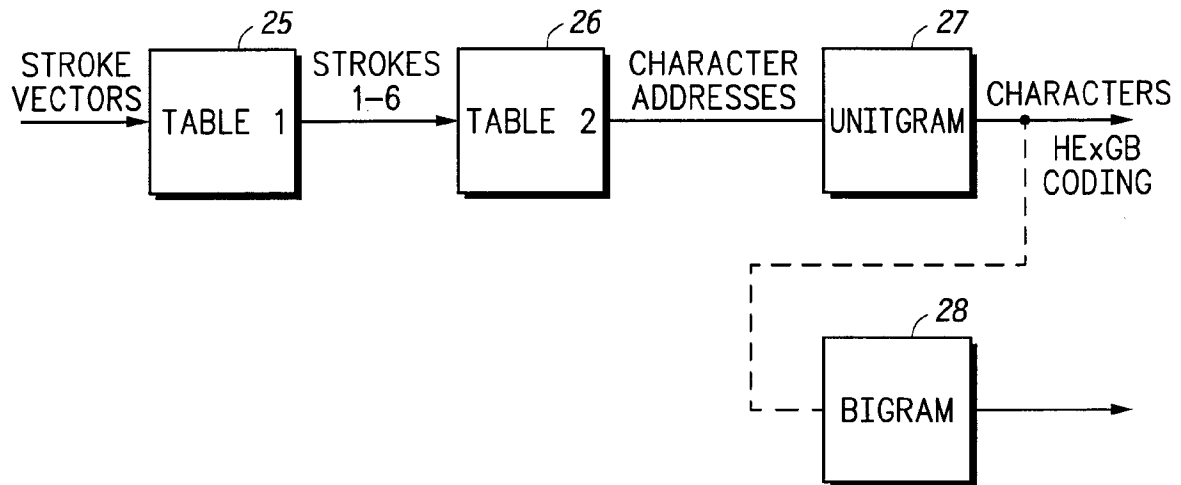 25
26
27
STROKE
VECTORS
TABLE 1
STROKES
1-6
TABLE 2
CHARACTER
ADDRESSES
UNITGRAM
CHARACTERS
HExGB
CODING
28
BIGRAM